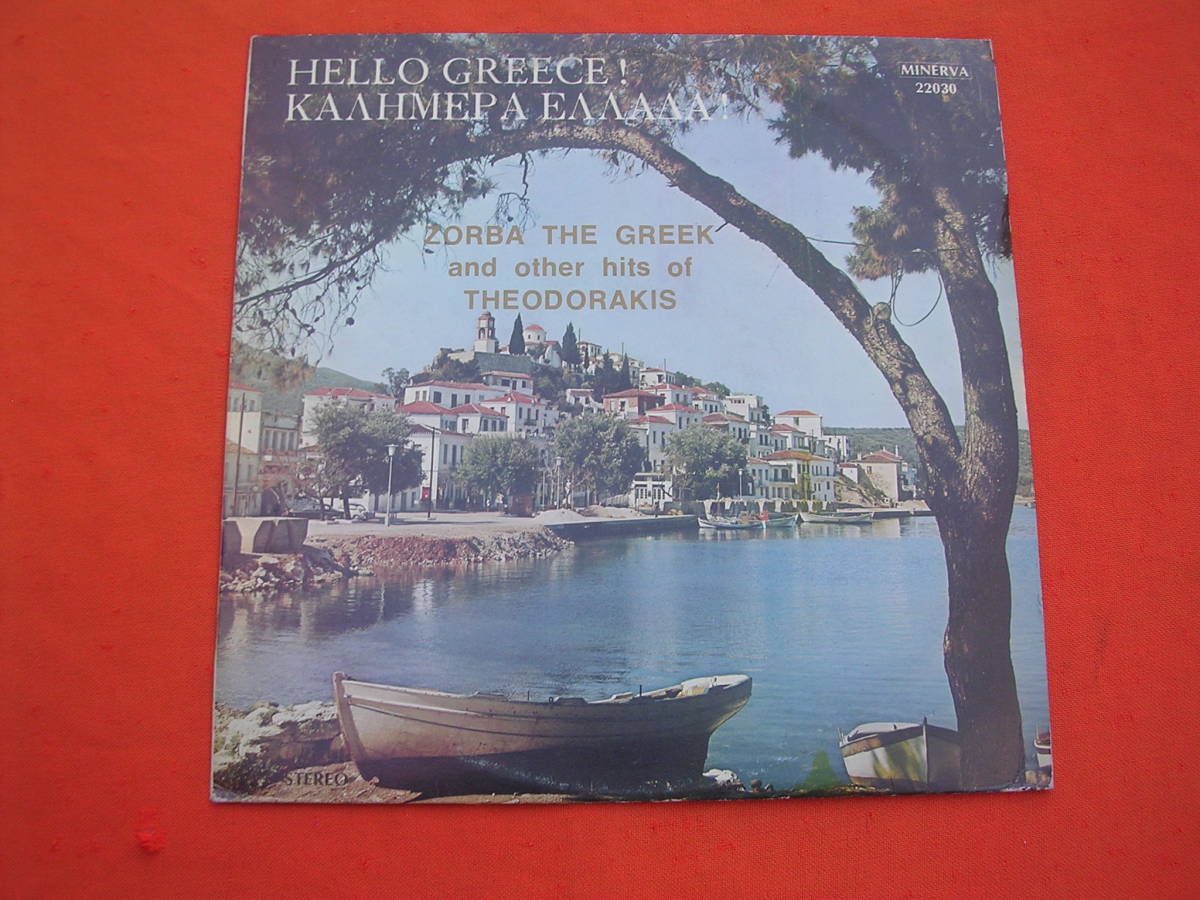 HELLO GREECE!
ΚΑΛΗΜΕΡΑ ΕΛΛΑΔΑ!
MINERVA
22030
ZORBA THE GREEK
and other hits of
THEODORAKIS
STEREO